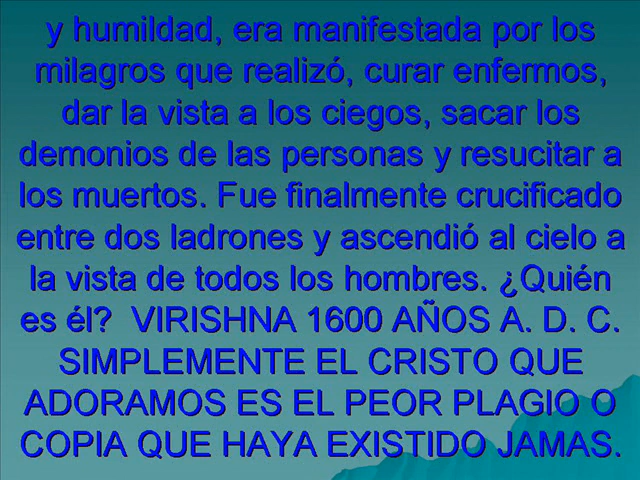 y humildad, era manifestada por los
milagros que realizó, curar enfermos,
dar la vista a los ciegos, sacar los
demonios de las personas y resucitar a
los muertos. Fue finalmente crucificado
entre dos ladrones y ascendió al cielo a
la vista de todos los hombres. ¿Quién
es él?  VIRISHNA 1600 AÑOS A. D. C.
SIMPLEMENTE EL CRISTO QUE
ADORAMOS ES EL PEOR PLAGIO O
COPIA QUE HAYA EXISTIDO JAMAS.